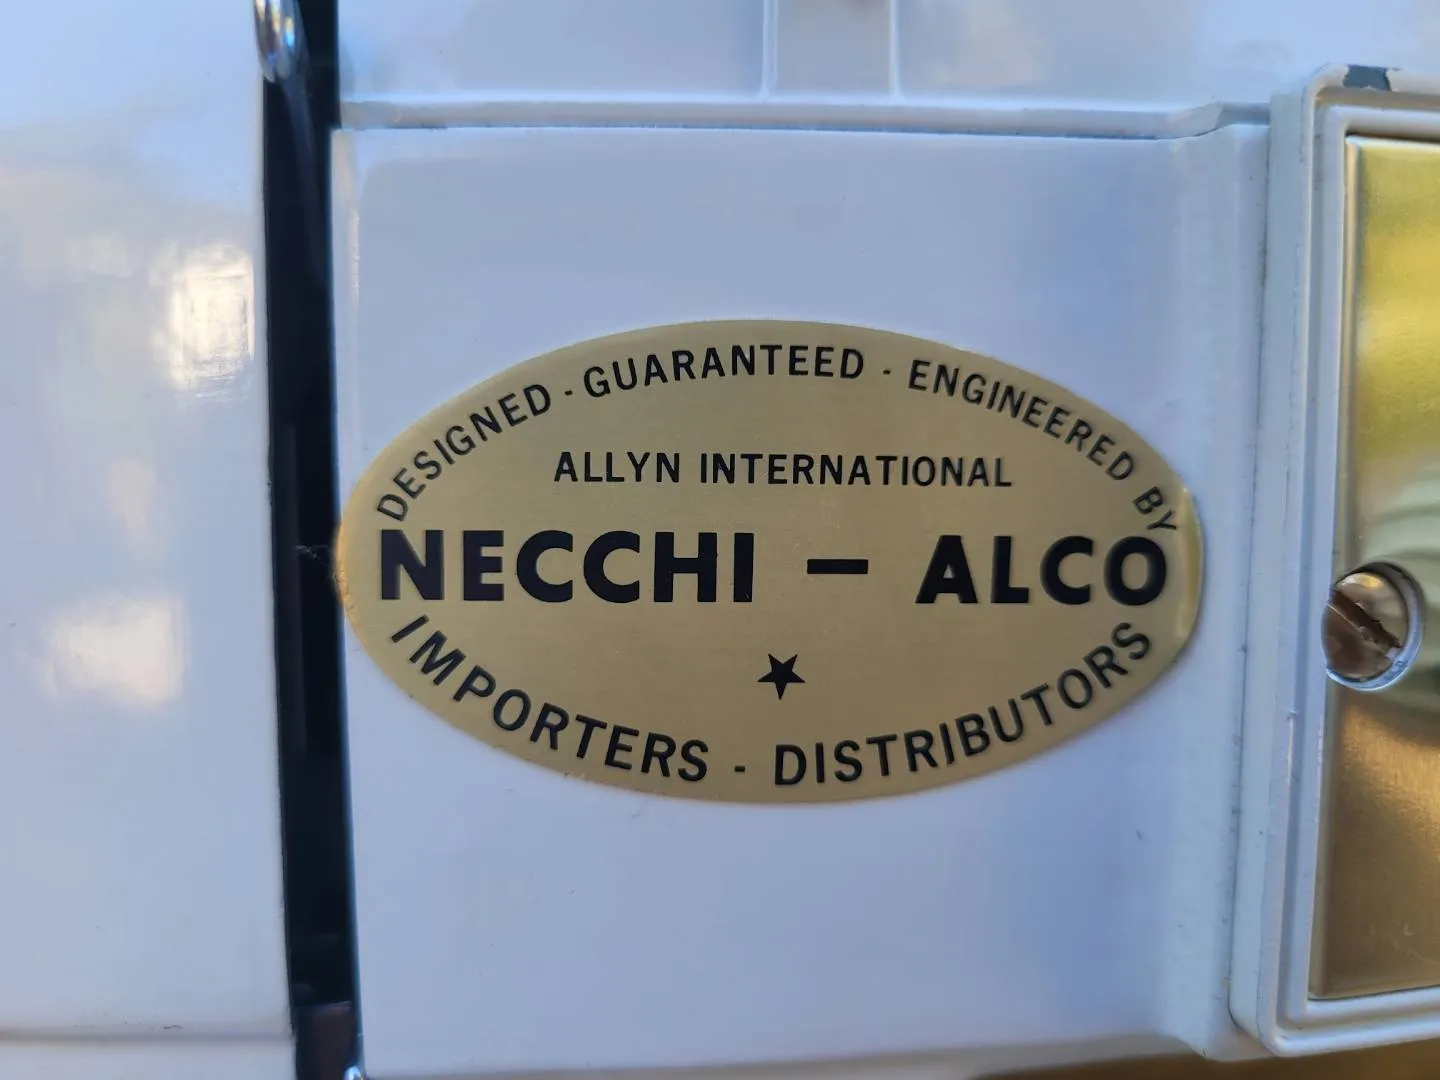 DESIGNED - GUARANTEED - ENGINEERED BY
ALLYN INTERNATIONAL
NECCHI - ALCO
IMPORTERS - DISTRIBUTORS